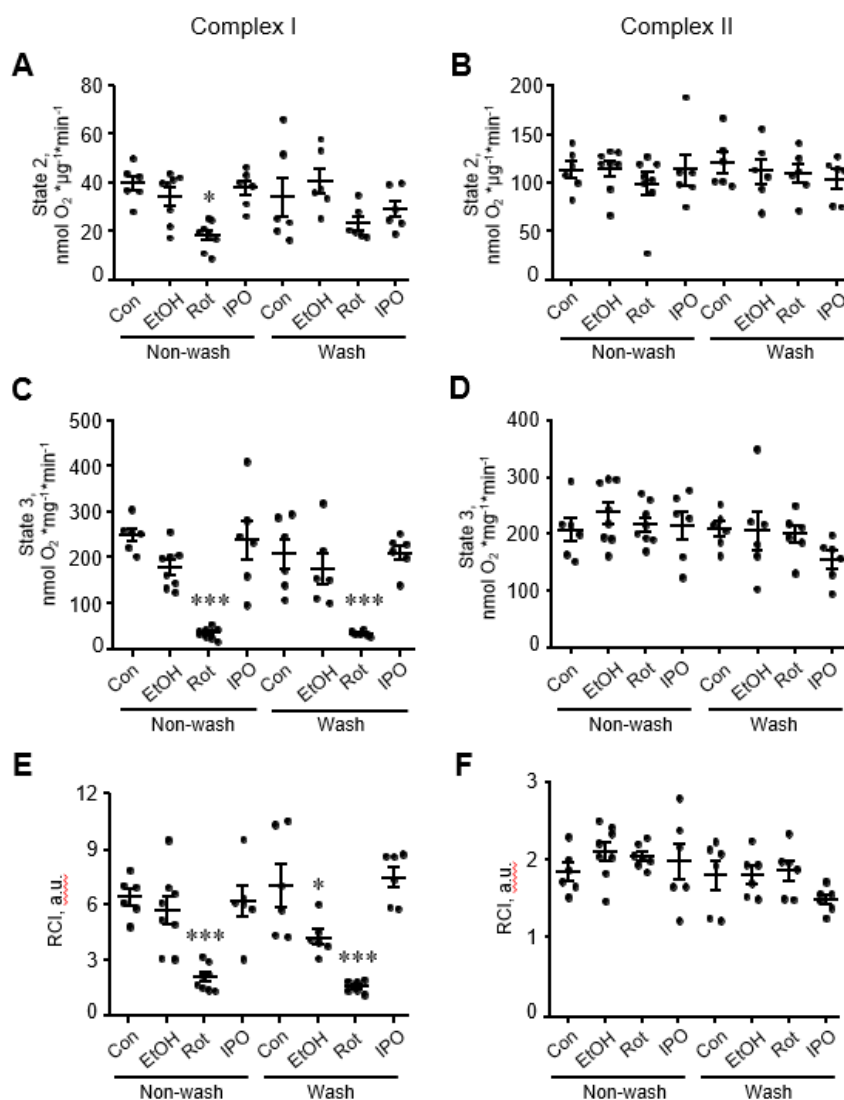 Complex I
Complex II
A
80
60
40
20
0
State 2,
nmol O₂ *µg⁻¹*min⁻¹
*
Con EtOH Rot IPO Con EtOH Rot IPO
Non-wash Wash
B
200
150
100
50
0
State 2,
nmol O₂ *µg⁻¹*min⁻¹
Con EtOH Rot IPO Con EtOH Rot IPO
Non-wash Wash
C
500
400
300
200
100
0
State 3,
nmol O₂ *mg⁻¹*min⁻¹
*** ***
Con EtOH Rot IPO Con EtOH Rot IPO
Non-wash Wash
D
400
300
200
100
0
State 3,
nmol O₂ *mg⁻¹*min⁻¹
Con EtOH Rot IPO Con EtOH Rot IPO
Non-wash Wash
E
12
9
6
3
0
RCI, a.u.
*** * ***
Con EtOH Rot IPO Con EtOH Rot IPO
Non-wash Wash
F
3
2
1
0
RCI, a.u.
Con EtOH Rot IPO Con EtOH Rot IPO
Non-wash Wash